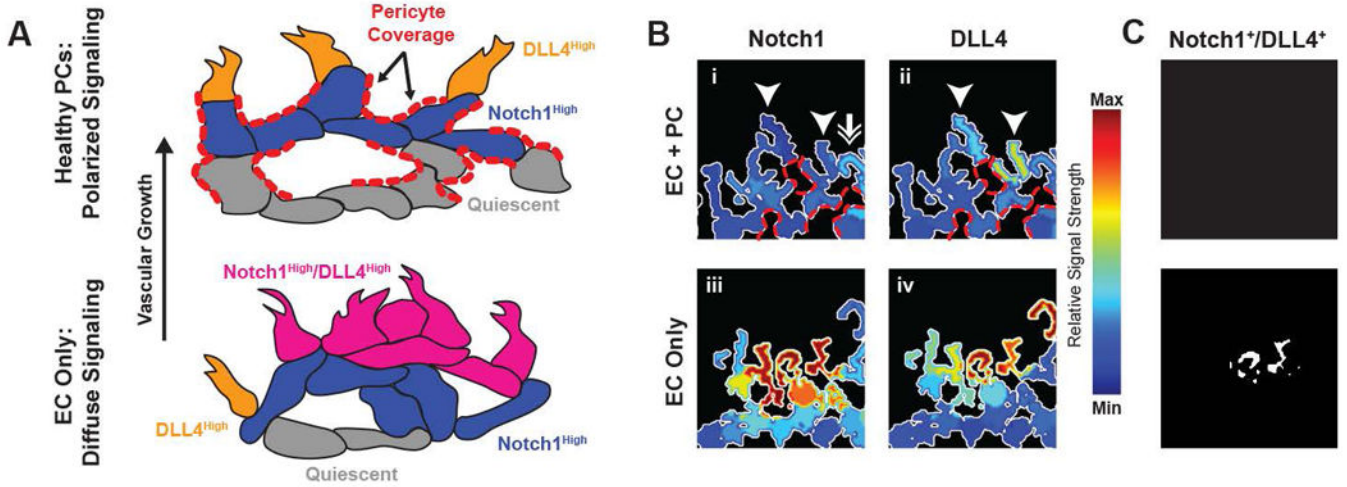 A
Healthy PCs:
Polarized Signaling
Pericyte
Coverage
DLL4High
Notch1High
Quiescent
Vascular Growth
EC Only:
Diffuse Signaling
Notch1High/DLL4High
DLL4High
Notch1High
Quiescent
B
Notch1
DLL4
EC + PC
i
ii
EC Only
iii
iv
Max
Relative Signal Strength
Min
C
Notch1+/DLL4+